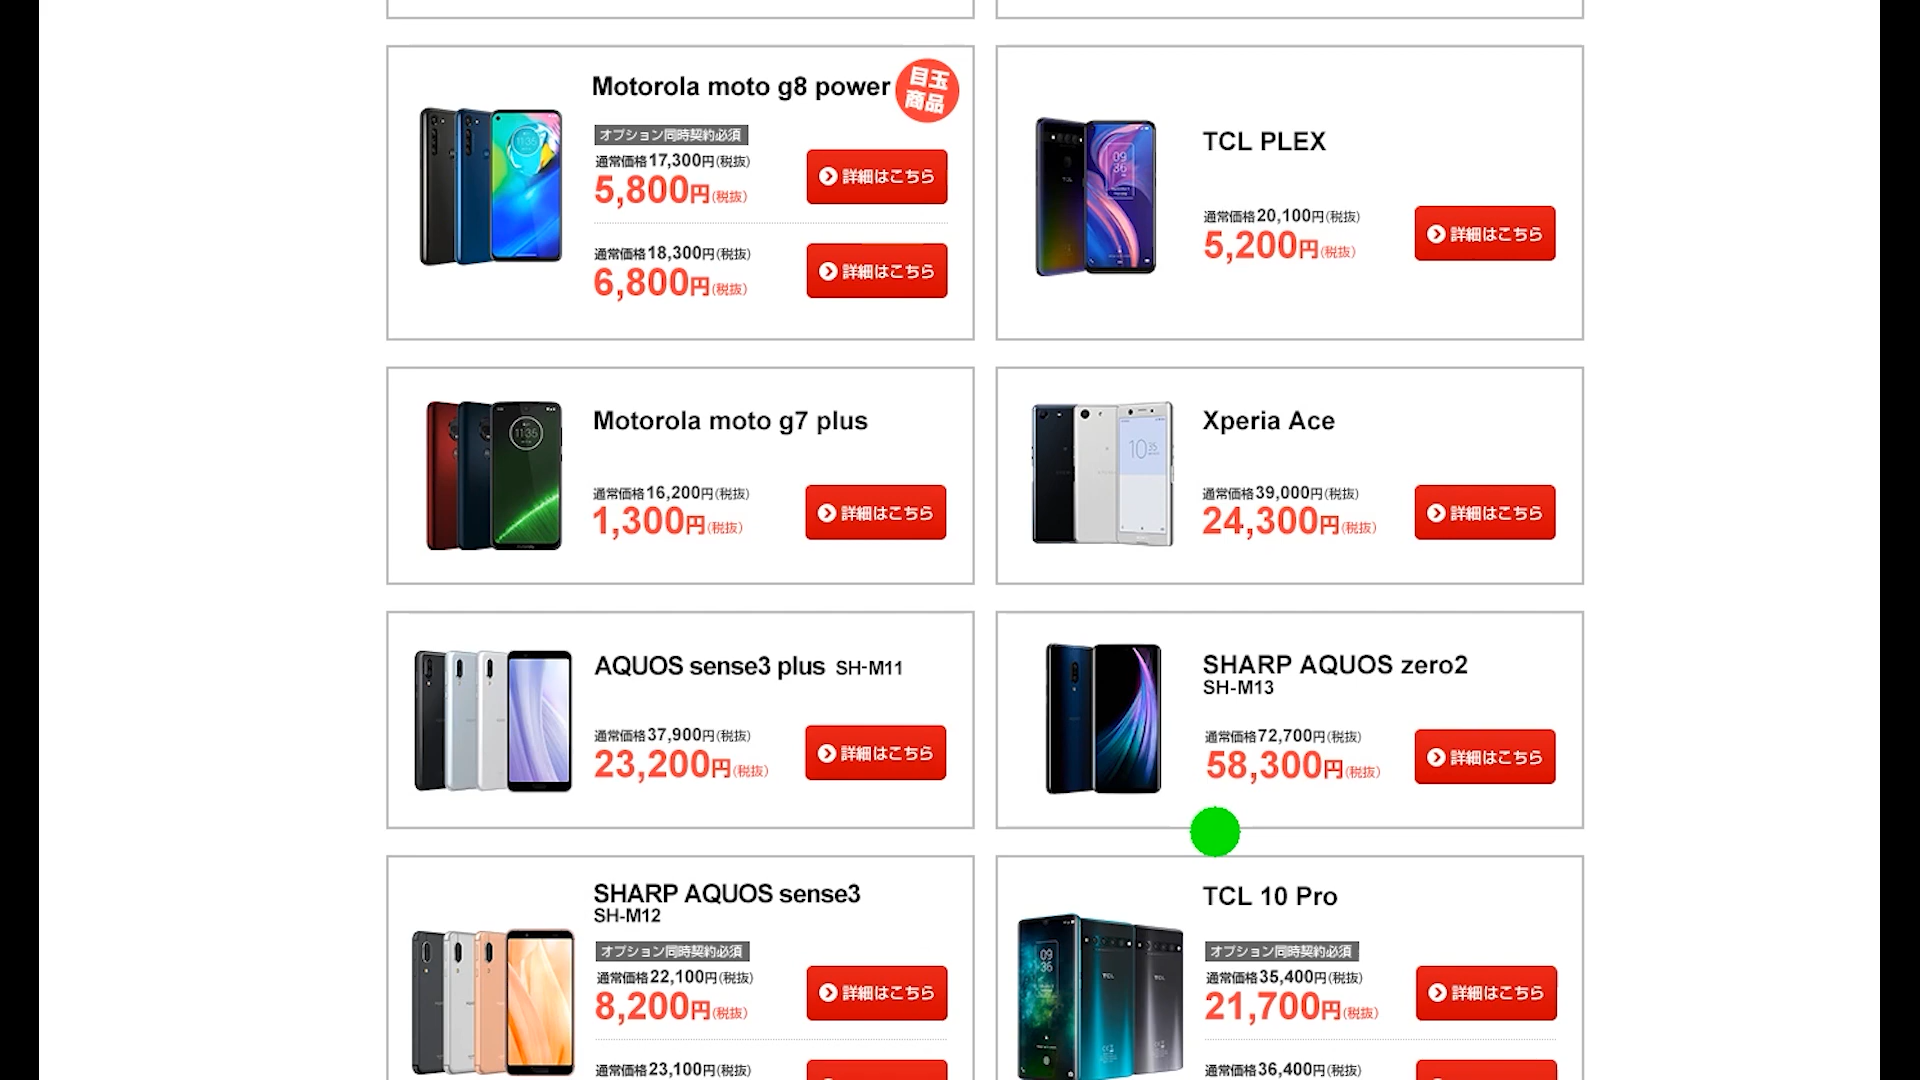 Motorola moto g8 power
目玉
商品
オプション同時契約必須
通常価格17,300円(税抜)
5,800円(税抜)
詳細はこちら
通常価格18,300円(税抜)
6,800円(税抜)
詳細はこちら
TCL PLEX
通常価格20,100円(税抜)
5,200円(税抜)
詳細はこちら
Motorola moto g7 plus
通常価格16,200円(税抜)
1,300円(税抜)
詳細はこちら
Xperia Ace
通常価格39,000円(税抜)
24,300円(税抜)
詳細はこちら
AQUOS sense3 plus SH-M11
通常価格37,900円(税抜)
23,200円(税抜)
詳細はこちら
SHARP AQUOS zero2
SH-M13
通常価格72,700円(税抜)
58,300円(税抜)
詳細はこちら
SHARP AQUOS sense3
SH-M12
オプション同時契約必須
通常価格22,100円(税抜)
8,200円(税抜)
詳細はこちら
通常価格23,100円(税抜)
TCL 10 Pro
オプション同時契約必須
通常価格35,400円(税抜)
21,700円(税抜)
詳細はこちら
通常価格36,400円(税抜)